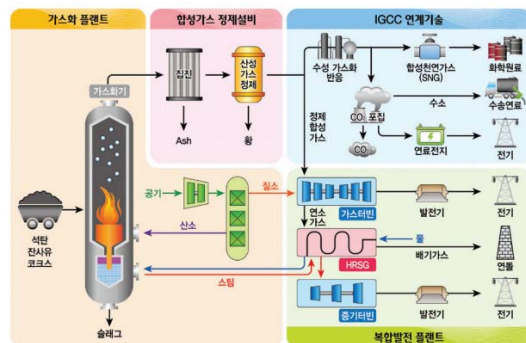 가스화 플랜트
합성가스 정제설비
IGCC 연계기술
가스화기
집진
산성
가스
정제
Ash
황
수성 가스화
반응
합성천연가스
(SNG)
화학원료
CO₂ 포집
수소
수송연료
CO₂
연료전지
전기
정제
합성
가스
석탄
잔사유
코크스
공기
질소
산소
스팀
슬래그
가스터빈
발전기
전기
연소
가스
물
HRSG
배기가스
연돌
증기터빈
발전기
전기
복합발전 플랜트